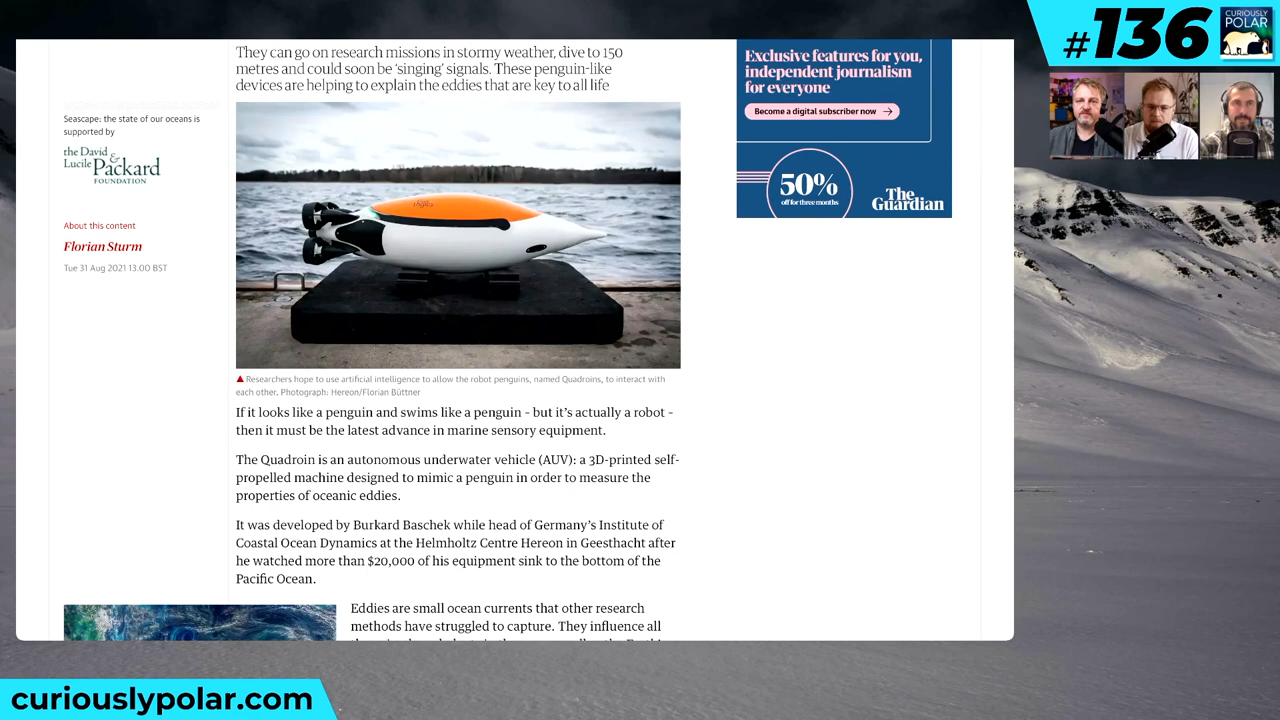 #136
CURIOUSLY
POLAR
They can go on research missions in stormy weather, dive to 150
metres and could soon be ‘singing’ signals. These penguin-like
devices are helping to explain the eddies that are key to all life
Seascape: the state of our oceans is
supported by
the David
& Lucile Packard
FOUNDATION
About this content
Florian Sturm
Tue 31 Aug 2021 13.00 BST
Exclusive features for you,
independent journalism
for everyone
Become a digital subscriber now →
50%
off for three months
The
Guardian
Researchers hope to use artificial intelligence to allow the robot penguins, named Quadroins, to interact with
each other. Photograph: Hereon/Florian Büttner
If it looks like a penguin and swims like a penguin – but it’s actually a robot –
then it must be the latest advance in marine sensory equipment.
The Quadroin is an autonomous underwater vehicle (AUV): a 3D-printed self-
propelled machine designed to mimic a penguin in order to measure the
properties of oceanic eddies.
It was developed by Burkard Baschek while head of Germany’s Institute of
Coastal Ocean Dynamics at the Helmholtz Centre Hereon in Geesthacht after
he watched more than $20,000 of his equipment sink to the bottom of the
Pacific Ocean.
Eddies are small ocean currents that other research
methods have struggled to capture. They influence all
curiouslypolar.com